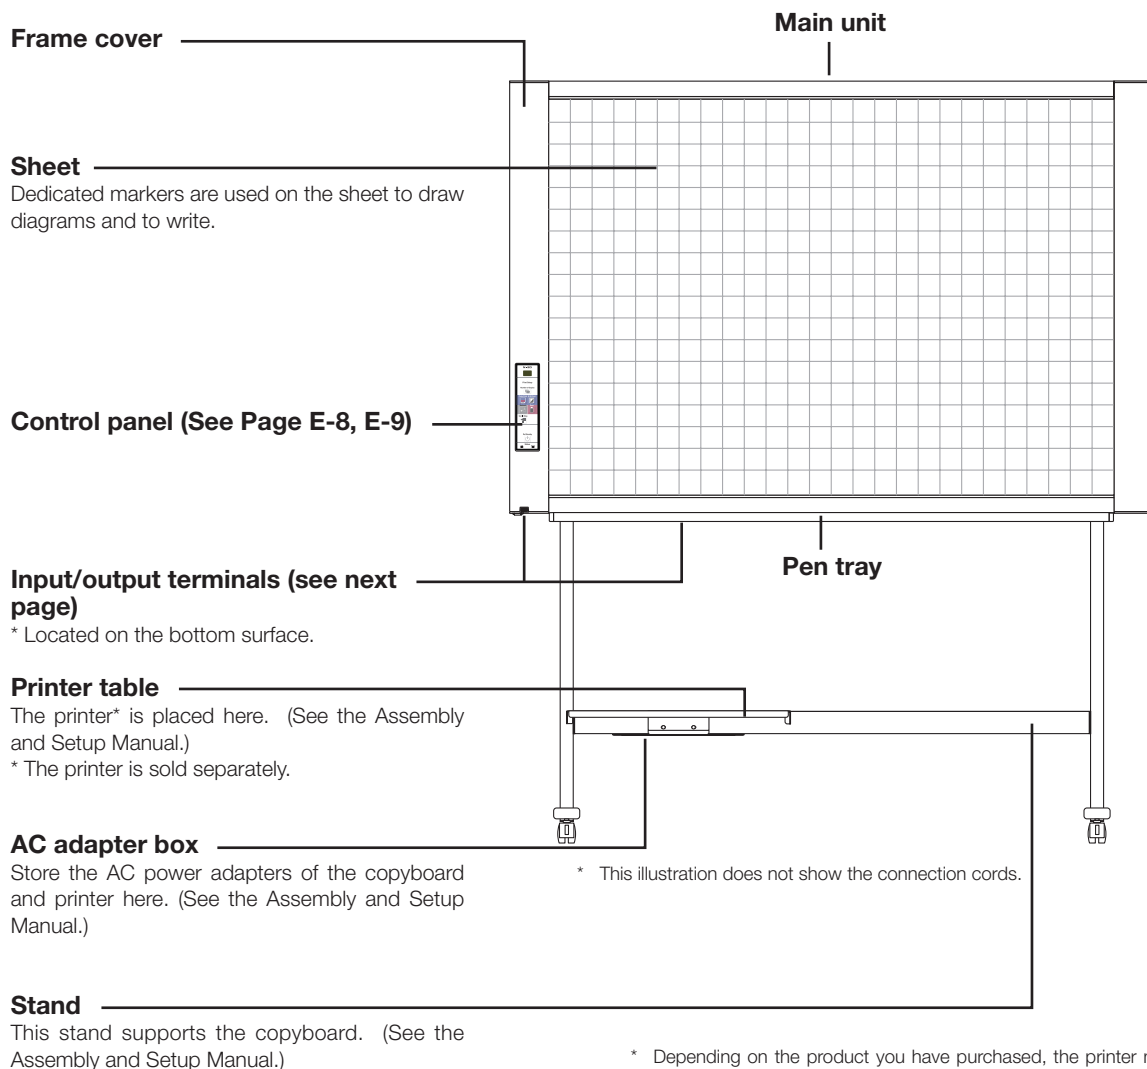 Main unit
Frame cover
Sheet
Dedicated markers are used on the sheet to draw
diagrams and to write.
Control panel (See Page E-8, E-9)
Pen tray
Input/output terminals (see next
page)
* Located on the bottom surface.
Printer table
The printer* is placed here. (See the Assembly
and Setup Manual.)
* The printer is sold separately.
AC adapter box
Store the AC power adapters of the copyboard
and printer here. (See the Assembly and Setup
Manual.)
* This illustration does not show the connection cords.
Stand
This stand supports the copyboard. (See the
Assembly and Setup Manual.)
* Depending on the product you have purchased, the printer